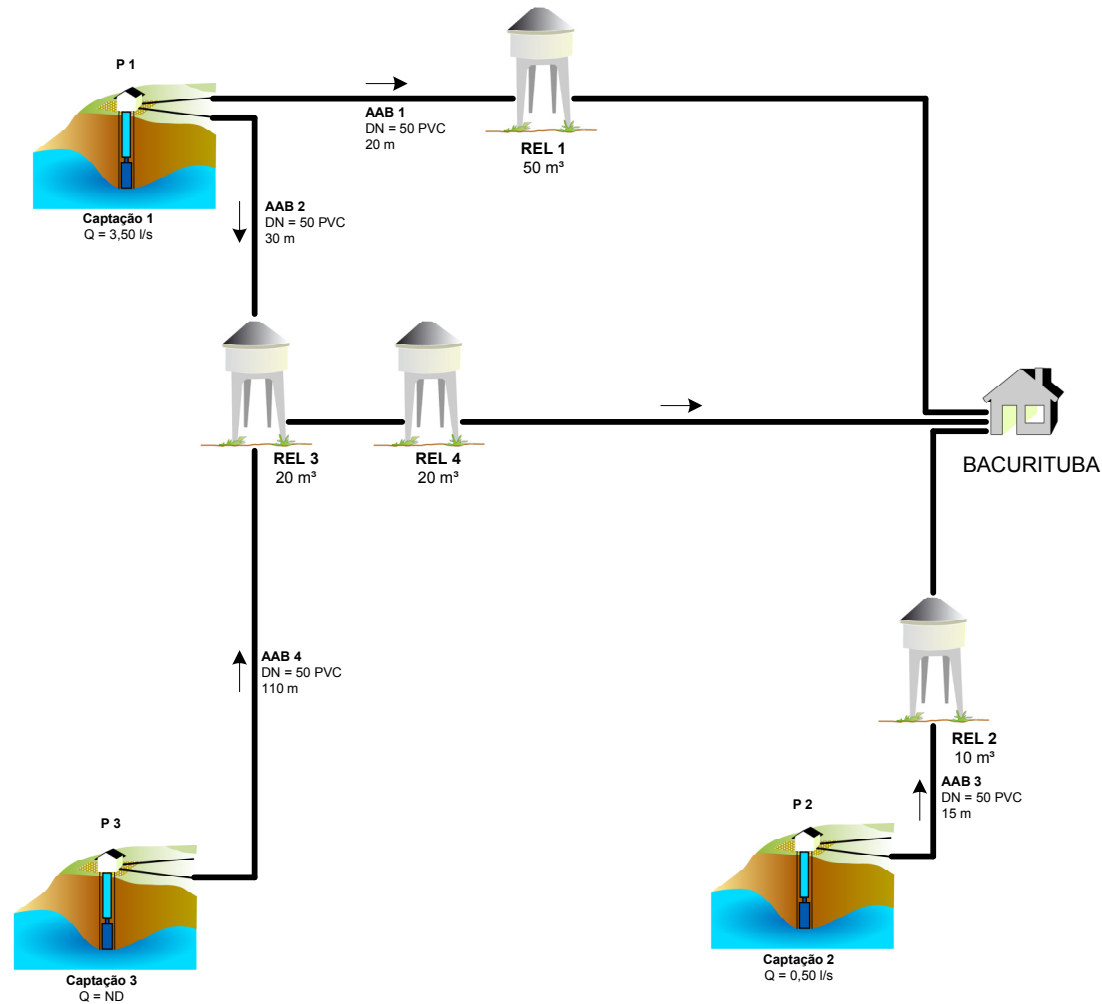 P 1
Captação 1
Q = 3,50 l/s
AAB 1
DN = 50 PVC
20 m
REL 1
50 m³
AAB 2
DN = 50 PVC
30 m
REL 3
20 m³
REL 4
20 m³
BACURITUBA
AAB 4
DN = 50 PVC
110 m
REL 2
10 m³
AAB 3
DN = 50 PVC
15 m
P 2
Captação 2
Q = 0,50 l/s
P 3
Captação 3
Q = ND